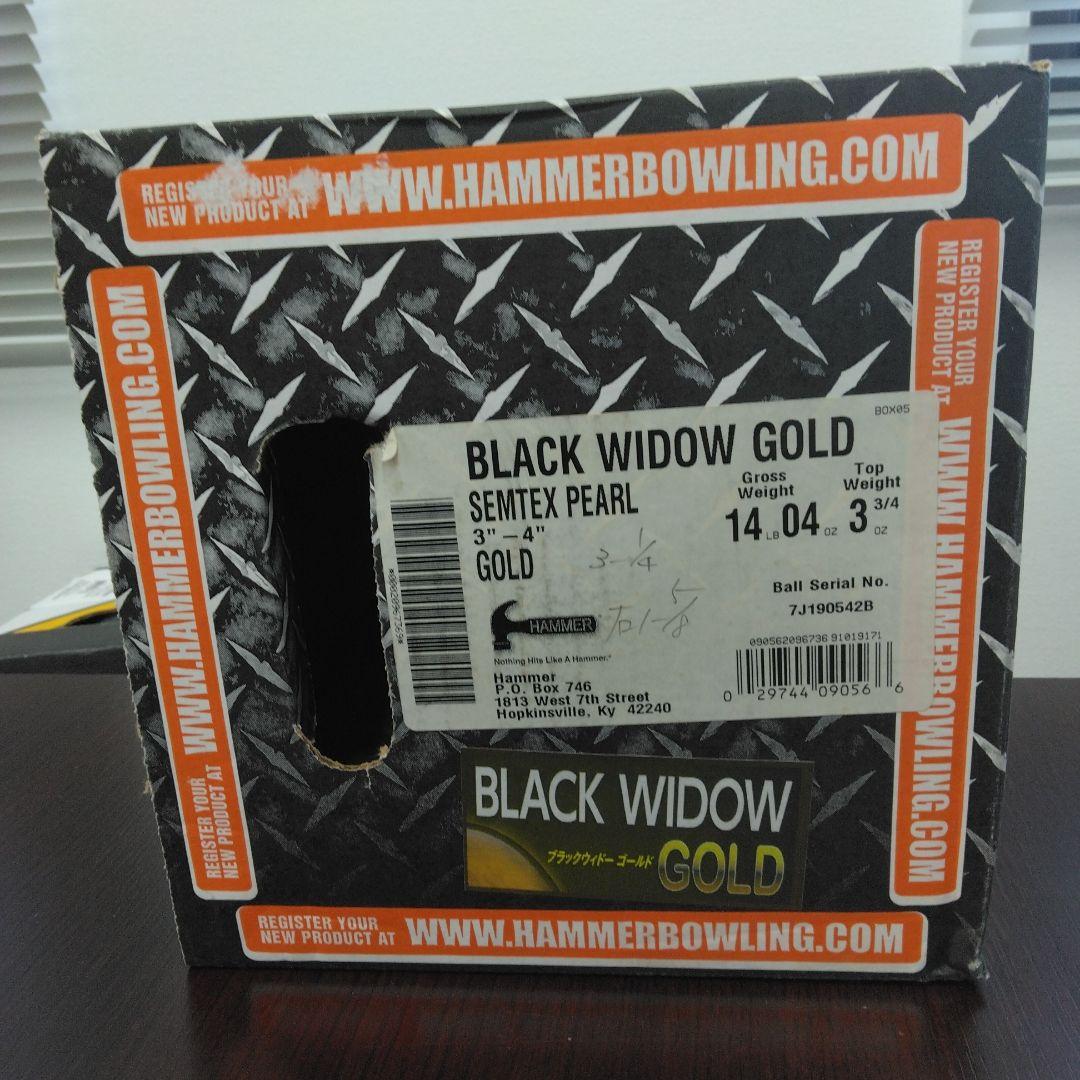 REGISTER YOUR
NEW PRODUCT AT
WWW.HAMMERBOWLING.COM
REGISTER YOUR
NEW PRODUCT AT
WWW.HAMMERBOWLING.COM
REGISTER YOUR
NEW PRODUCT AT
WWW.HAMMERBOWLING.COM
BOX05
BLACK WIDOW GOLD
SEMTEX PEARL
3" – 4"
GOLD
Gross
Weight
14 LB 04 OZ
Top
Weight
3 3/4 OZ
3-1/4
右1-1/8
Ball Serial No.
7J190542B
HAMMER
Nothing Hits Like A Hammer.®
Hammer
P.O. Box 746
1813 West 7th Street
Hopkinsville, Ky 42240
090562096736 91019171
0 29744 09056 6
BLACK WIDOW
ブラックウィドー ゴールド GOLD
REGISTER YOUR
NEW PRODUCT AT
WWW.HAMMERBOWLING.COM